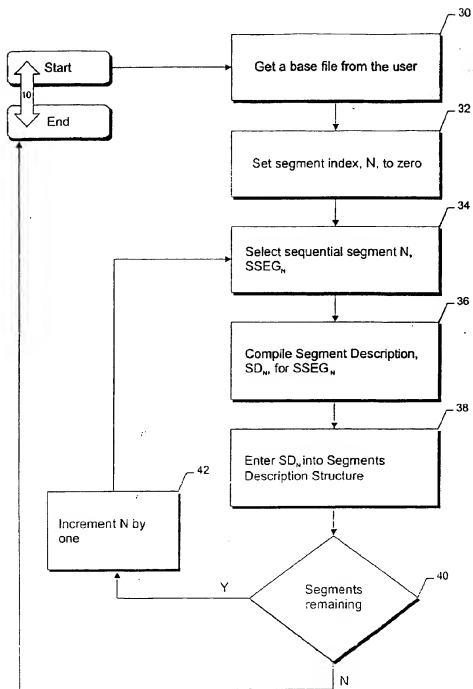 30
Start
Get a base file from the user
10
End
32
Set segment index, N, to zero
34
Select sequential segment N,
SSEG_N
36
Compile Segment Description,
SD_N, for SSEG_N
38
Enter SD_N into Segments
Description Structure
42
Increment N by
one
40
Segments
remaining
Y
N